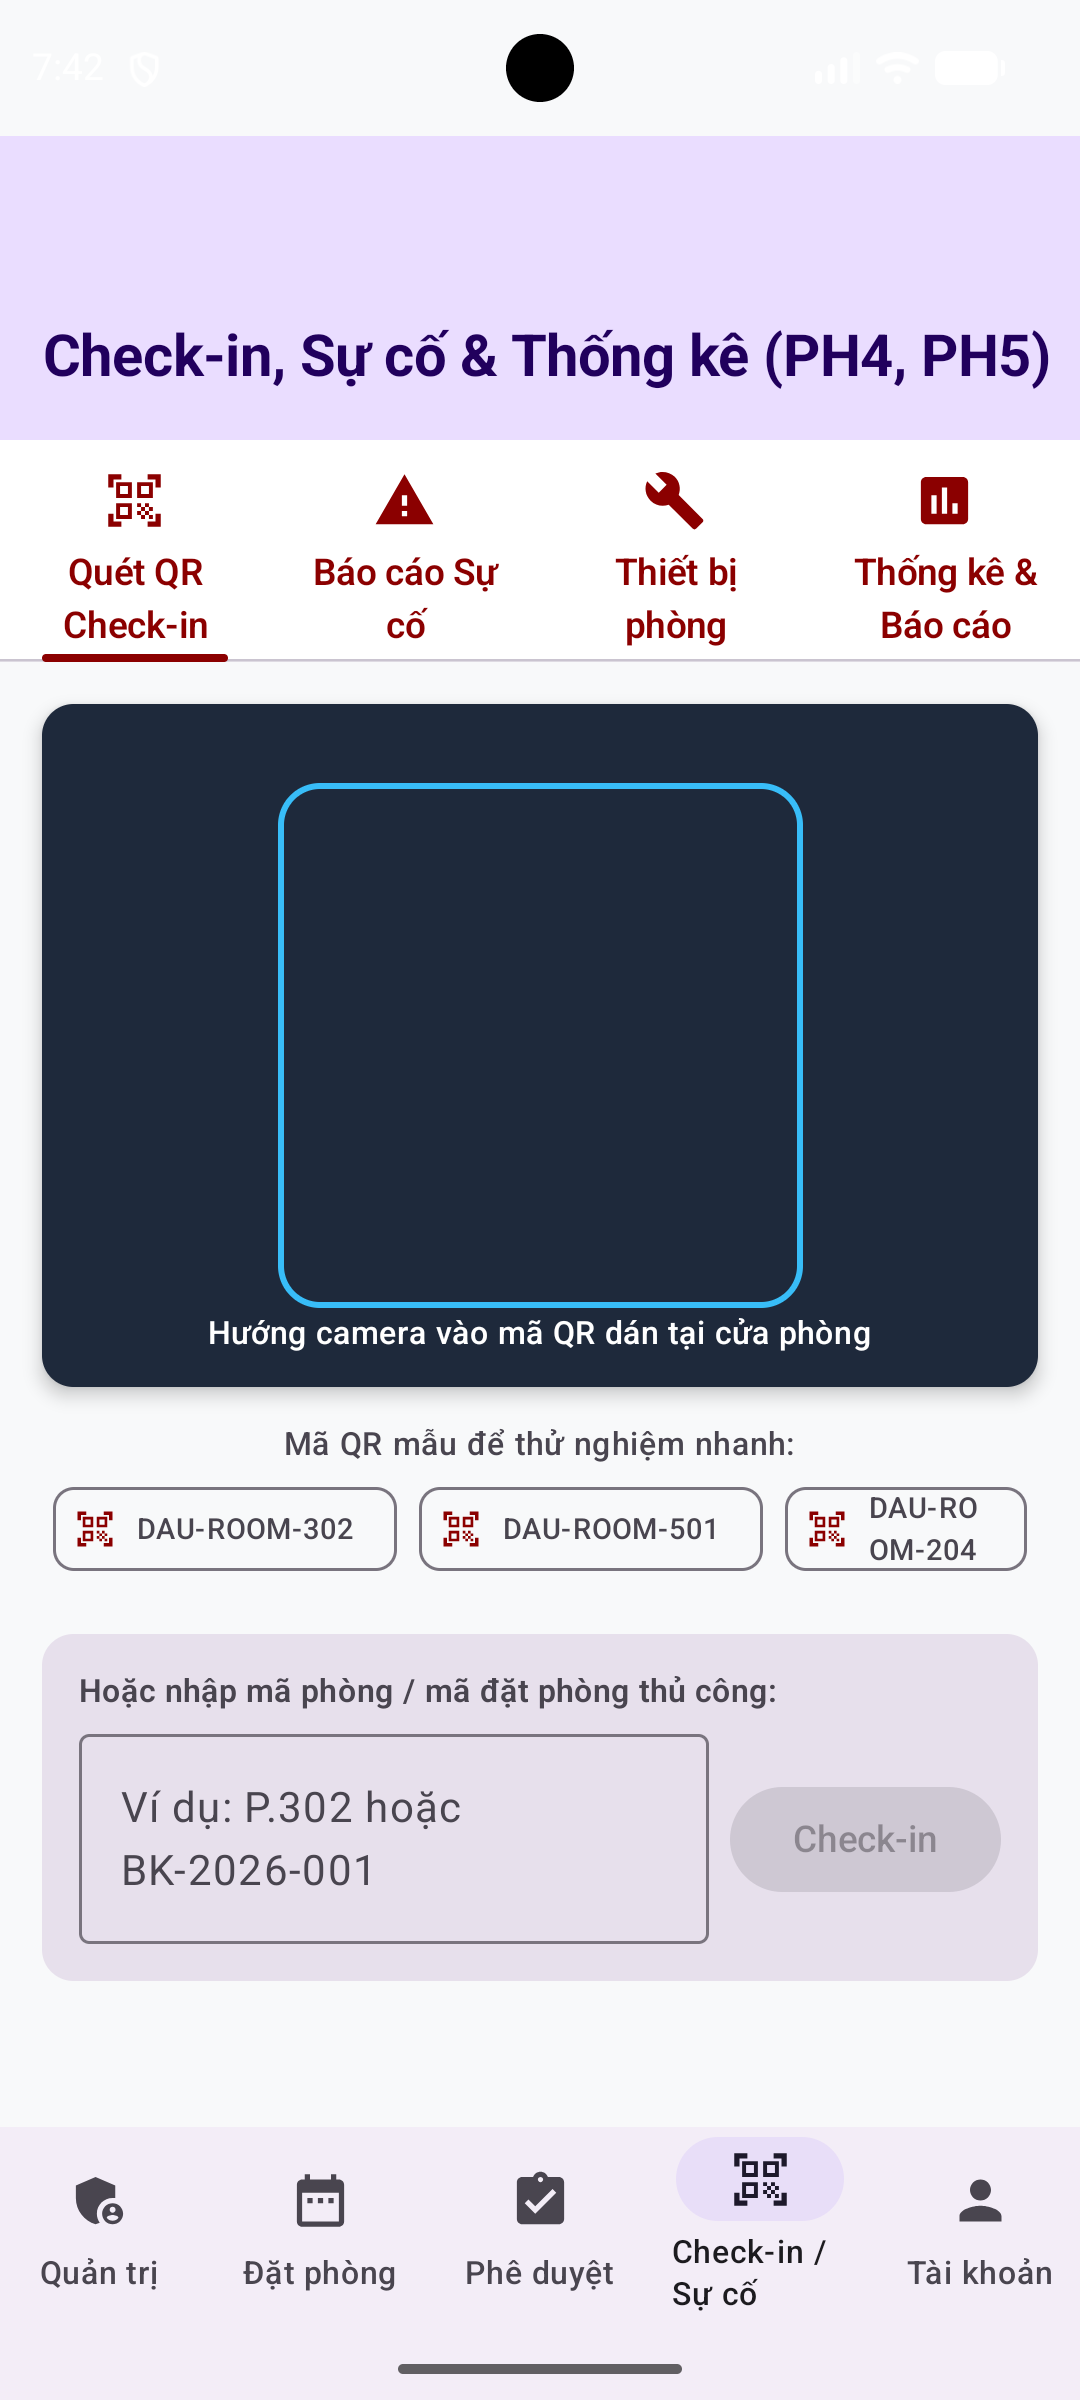 7:42
Check-in, Sự cố & Thống kê (PH4, PH5)
Quét QR
Check-in
Báo cáo Sự
cố
Thiết bị
phòng
Thống kê &
Báo cáo
Hướng camera vào mã QR dán tại cửa phòng
Mã QR mẫu để thử nghiệm nhanh:
DAU-ROOM-302
DAU-ROOM-501
DAU-RO
OM-204
Hoặc nhập mã phòng / mã đặt phòng thủ công:
Ví dụ: P.302 hoặc
BK-2026-001
Check-in
Quản trị
Đặt phòng
Phê duyệt
Check-in /
Sự cố
Tài khoản